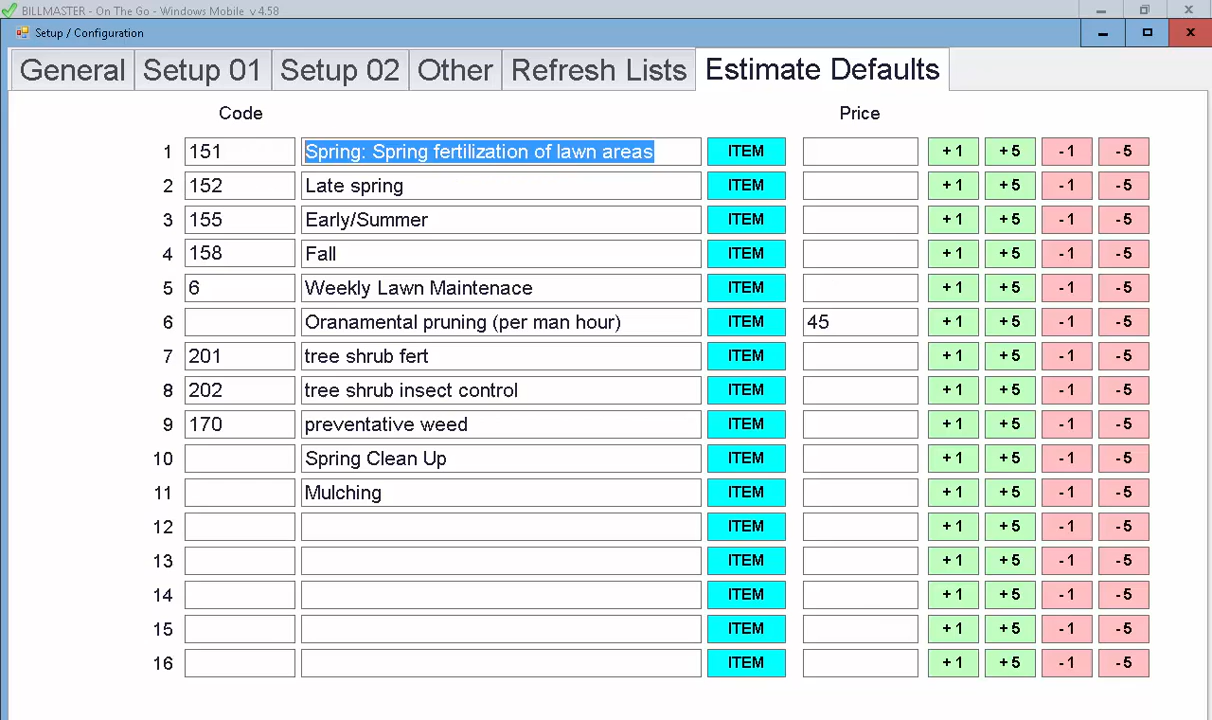 BILLMASTER - On The Go - Windows Mobile v 4.58
Setup / Configuration
General Setup 01 Setup 02 Other Refresh Lists Estimate Defaults
Code Price
1 151 Spring: Spring fertilization of lawn areas ITEM + 1 + 5 - 1 - 5
2 152 Late spring ITEM + 1 + 5 - 1 - 5
3 155 Early/Summer ITEM + 1 + 5 - 1 - 5
4 158 Fall ITEM + 1 + 5 - 1 - 5
5 6 Weekly Lawn Maintenace ITEM + 1 + 5 - 1 - 5
6 Oranamental pruning (per man hour) ITEM 45 + 1 + 5 - 1 - 5
7 201 tree shrub fert ITEM + 1 + 5 - 1 - 5
8 202 tree shrub insect control ITEM + 1 + 5 - 1 - 5
9 170 preventative weed ITEM + 1 + 5 - 1 - 5
10 Spring Clean Up ITEM + 1 + 5 - 1 - 5
11 Mulching ITEM + 1 + 5 - 1 - 5
12 ITEM + 1 + 5 - 1 - 5
13 ITEM + 1 + 5 - 1 - 5
14 ITEM + 1 + 5 - 1 - 5
15 ITEM + 1 + 5 - 1 - 5
16 ITEM + 1 + 5 - 1 - 5